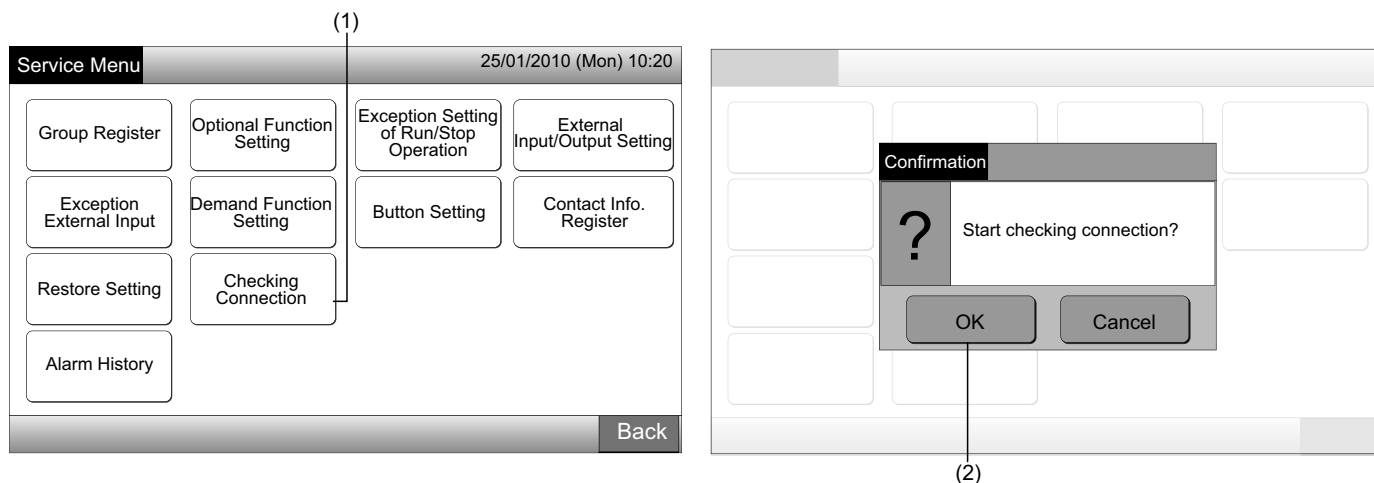 (1)
Service Menu
25/01/2010 (Mon) 10:20
Group Register
Optional Function
Setting
Exception Setting
of Run/Stop
Operation
External
Input/Output Setting
Exception
External Input
Demand Function
Setting
Button Setting
Contact Info.
Register
Restore Setting
Checking
Connection
Alarm History
Back
Confirmation
?
Start checking connection?
OK
Cancel
(2)